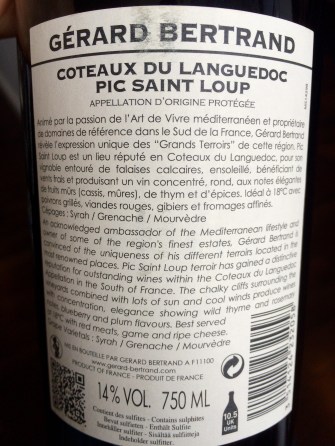 GÉRARD BERTRAND
COTEAUX DU LANGUEDOC
PIC SAINT LOUP
APPELLATION D'ORIGINE PROTÉGÉE
Animé par la passion de l'Art de Vivre méditerranéen et propriétaire
de domaines de référence dans le Sud de la France, Gérard Bertrand
révèle l'expression unique des "Grands Terroirs" de cette région. Pic
Saint Loup est un lieu réputé en Coteaux du Languedoc, pour son
vignoble entouré de falaises calcaires, ensoleillé, bénéficiant de
vents frais et produisant un vin concentré, rond, aux notes élégantes
de fruits mûrs (cassis, mûres), de thym et d'épices. Idéal à 18°C avec
poivrons grillés, viandes rouges, gibiers et fromages affinés.
Cépages : Syrah / Grenache / Mourvèdre
acknowledged ambassador of the Mediterranean lifestyle and
owner of some of the region's finest estates, Gérard Bertrand is
convinced of the uniqueness of his different terroirs located in the
most renowned places. Pic Saint Loup terroir has gained a distinctive
reputation for outstanding wines within the Coteaux du Languedoc
Appellation in the South of France. The chalky cliffs surrounding the
vineyards combined with lots of sun and cool winds produce wines
with concentration, elegance showing wild thyme and rosemary
blueberry and plum flavours. Best served
with red meats, game and ripe cheese.
Varietals : Syrah / Grenache / Mourvèdre
MIS EN BOUTEILLE PAR GERARD BERTRAND A F11100
www.gerard-bertrand.com
PRODUCT OF FRANCE - PRODUIT DE FRANCE
14% VOL. 750 ML
10.5
UK
Units
Contient des sulfites - Contains sulphites
Bevat sulfieten - Enthält Sulfite
Innehåller sulfiter - Sisältää sulfiitteja
Indeholder sulfitter.